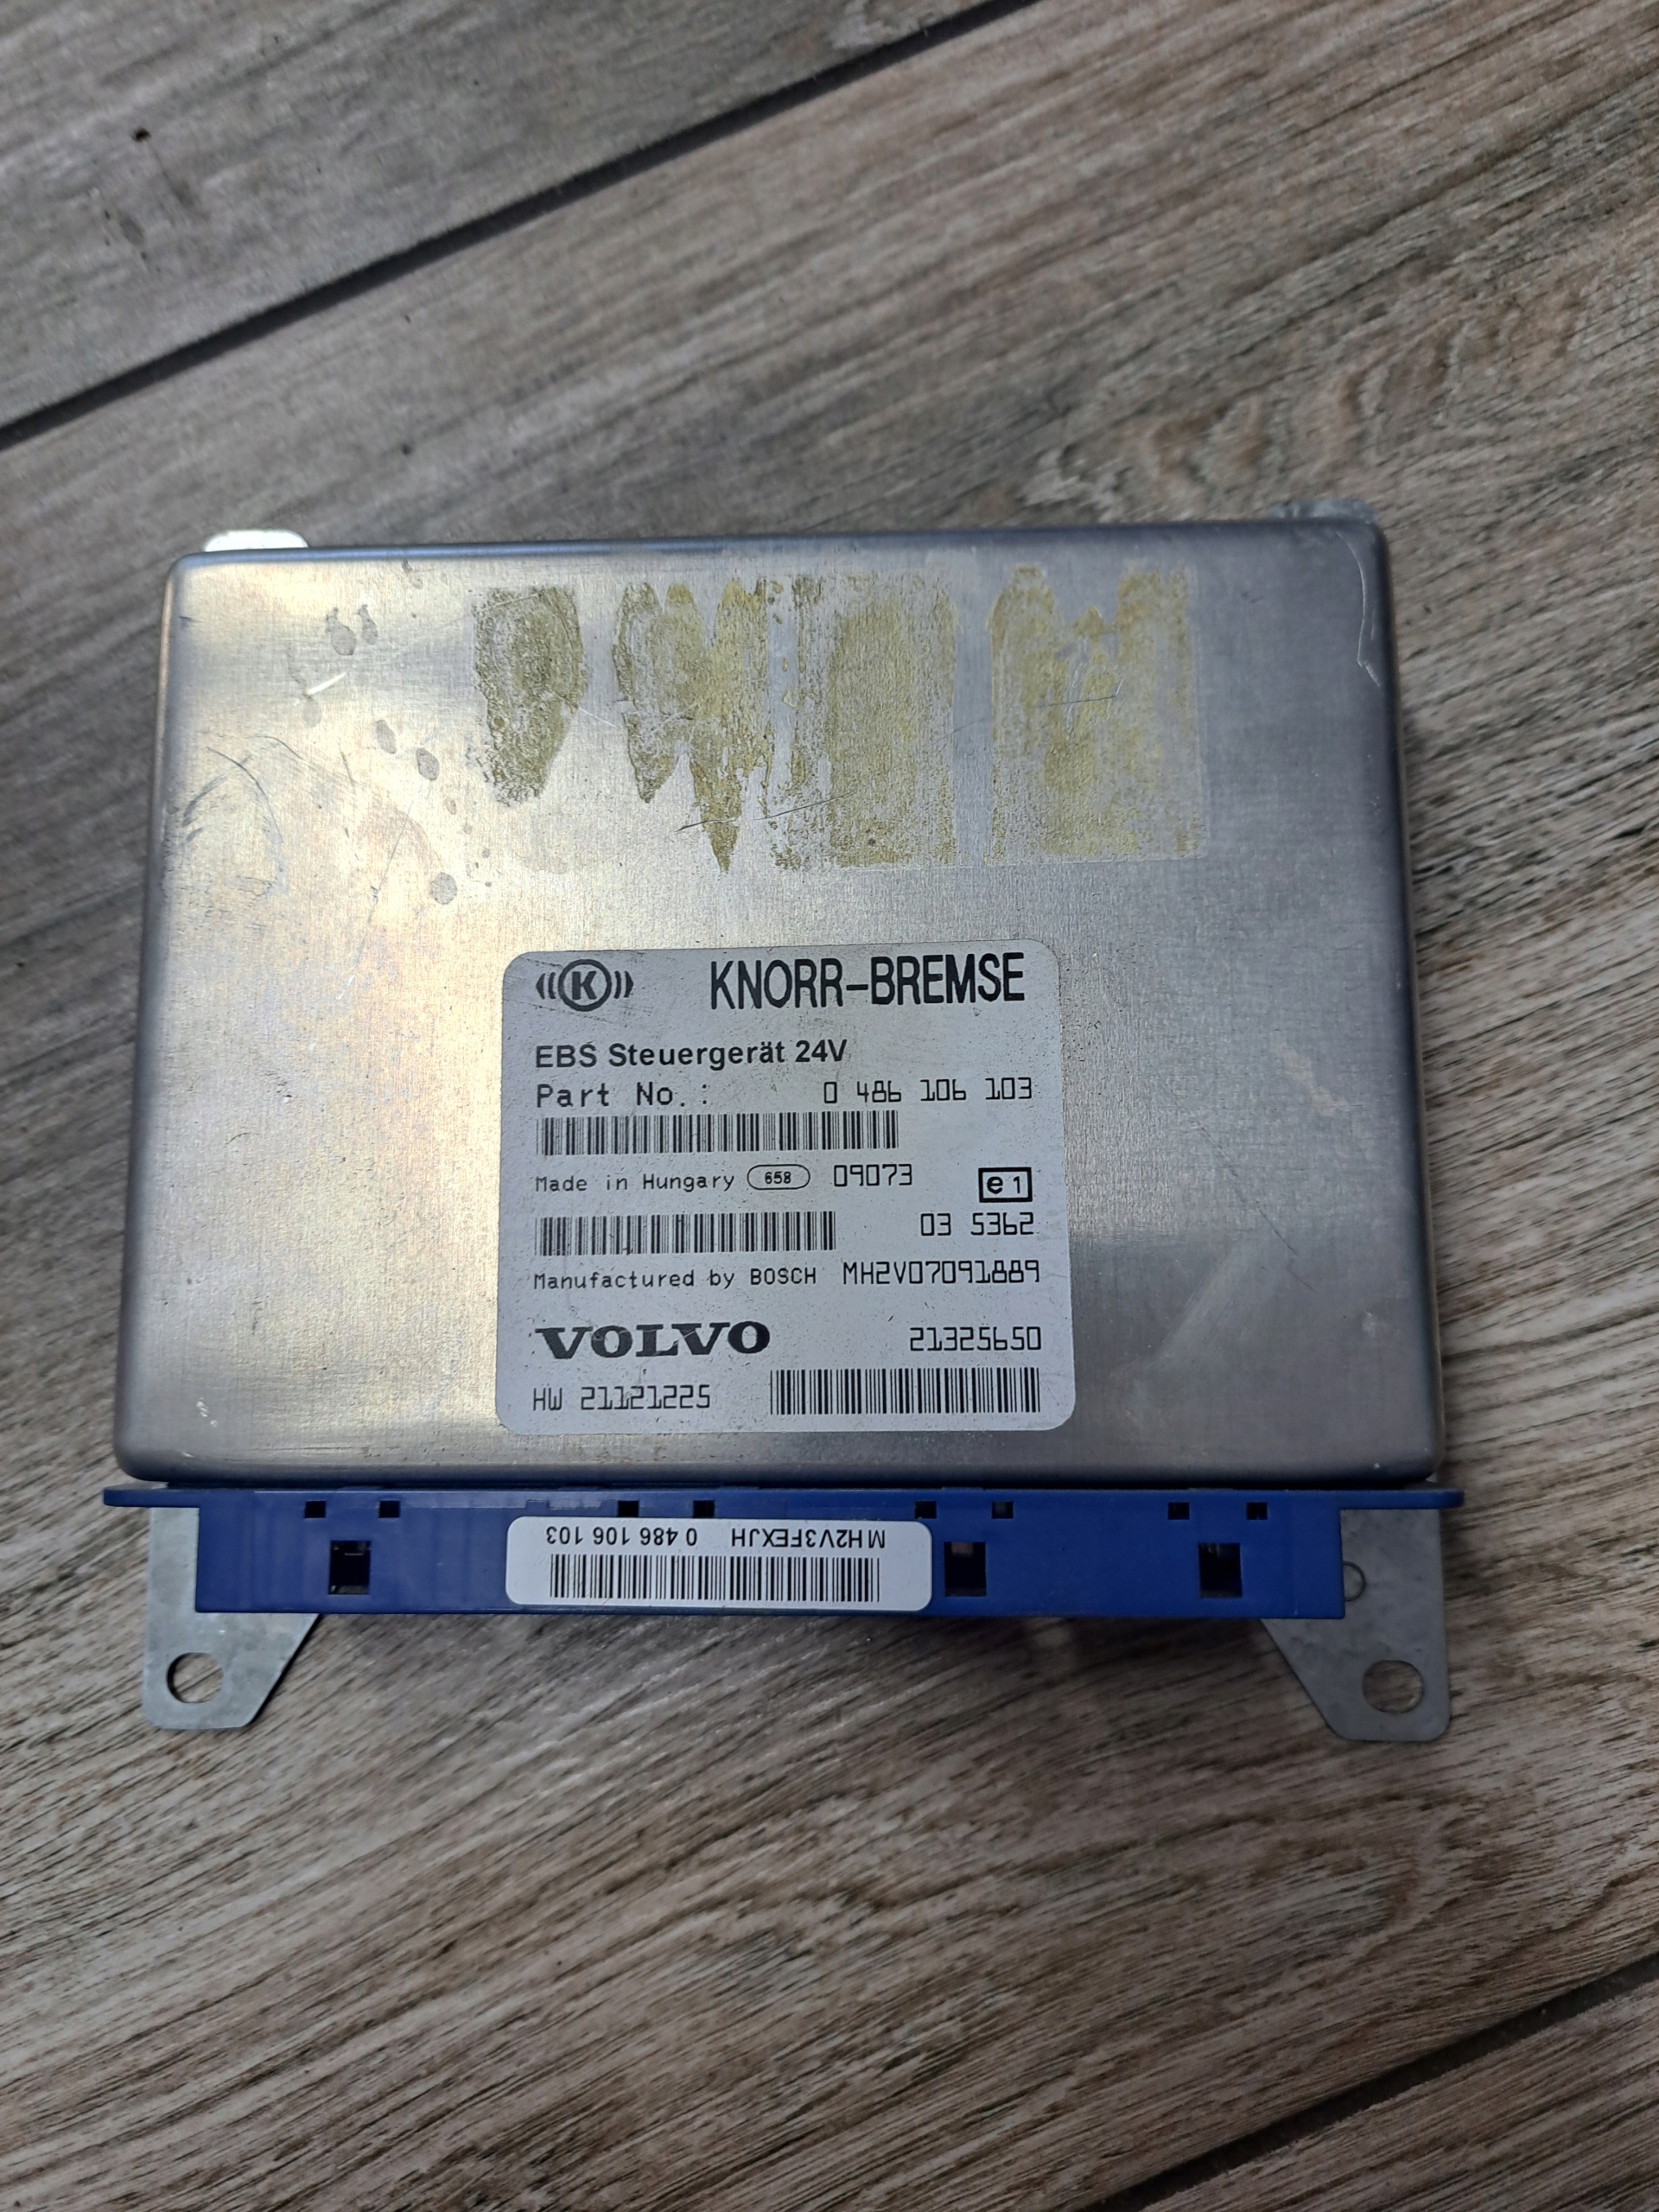 K KNORR-BREMSE
EBS Steuergerät 24V
Part No.: 0 486 106 103
Made in Hungary 658 09073 e1
03 5362
Manufactured by BOSCH MH2V07091889
VOLVO 21325650
HW 21121225
MH2V3FEXJH 0 486 106 103